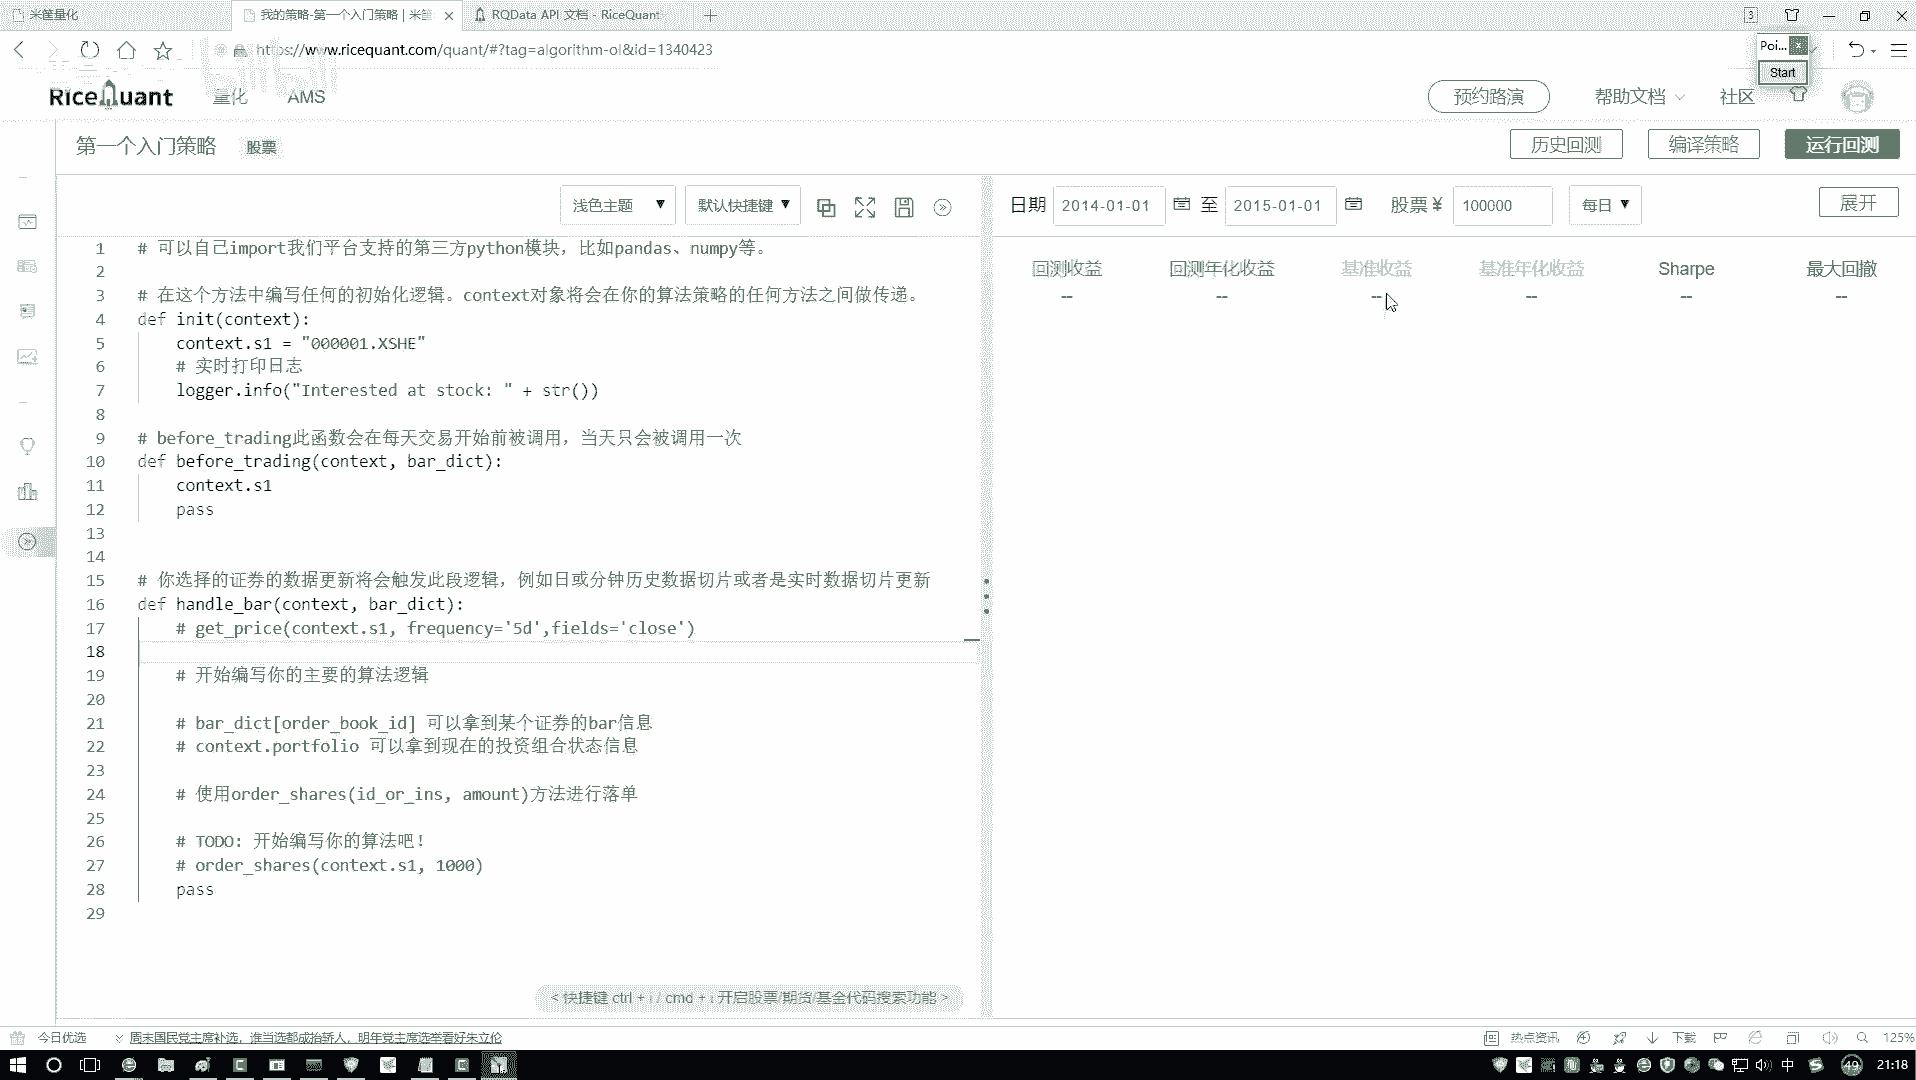 米筐量化
我的策略-第一个入门策略 | 米筐
RQData API 文档 - RiceQuant
3
https://www.ricequant.com/quant/#?tag=algorithm-ol&id=1340423
Poi...
Start
RiceQuant
量化
AMS
预约路演
帮助文档
社区
第一个入门策略
股票
历史回测
编译策略
运行回测
浅色主题 ▼
默认快捷键 ▼
日期 2014-01-01 至 2015-01-01 股票 ¥ 100000 每日 ▼
展开
1 # 可以自己import我们平台支持的第三方python模块，比如pandas、numpy等。
2
3 # 在这个方法中编写任何的初始化逻辑。context对象将会在你的算法策略的任何方法之间做传递。
4 def init(context):
5 context.s1 = "000001.XSHE"
6 # 实时打印日志
7 logger.info("Interested at stock: " + str())
8
9 # before_trading此函数会在每天交易开始前被调用，当天只会被调用一次
10 def before_trading(context, bar_dict):
11 context.s1
12 pass
13
14
15 # 你选择的证券的数据更新将会触发此段逻辑，例如日或分钟历史数据切片或者是实时数据切片更新
16 def handle_bar(context, bar_dict):
17 # get_price(context.s1, frequency='5d',fields='close')
18
19 # 开始编写你的主要的算法逻辑
20
21 # bar_dict[order_book_id] 可以拿到某个证券的bar信息
22 # context.portfolio 可以拿到现在的投资组合状态信息
23
24 # 使用order_shares(id_or_ins, amount)方法进行落单
25
26 # TODO: 开始编写你的算法吧！
27 # order_shares(context.s1, 1000)
28 pass
29
< 快捷键 ctrl + i / cmd + i 开启股票/期货/基金代码搜索功能 >
回测收益 回测年化收益 基准收益 基准年化收益 Sharpe 最大回撤
-- -- -- -- -- --
今日优选
周末国民党主席补选，谁当选都成抬轿人，明年党主席选举看好朱立伦
热点资讯
下载
125%
中
49
21:18